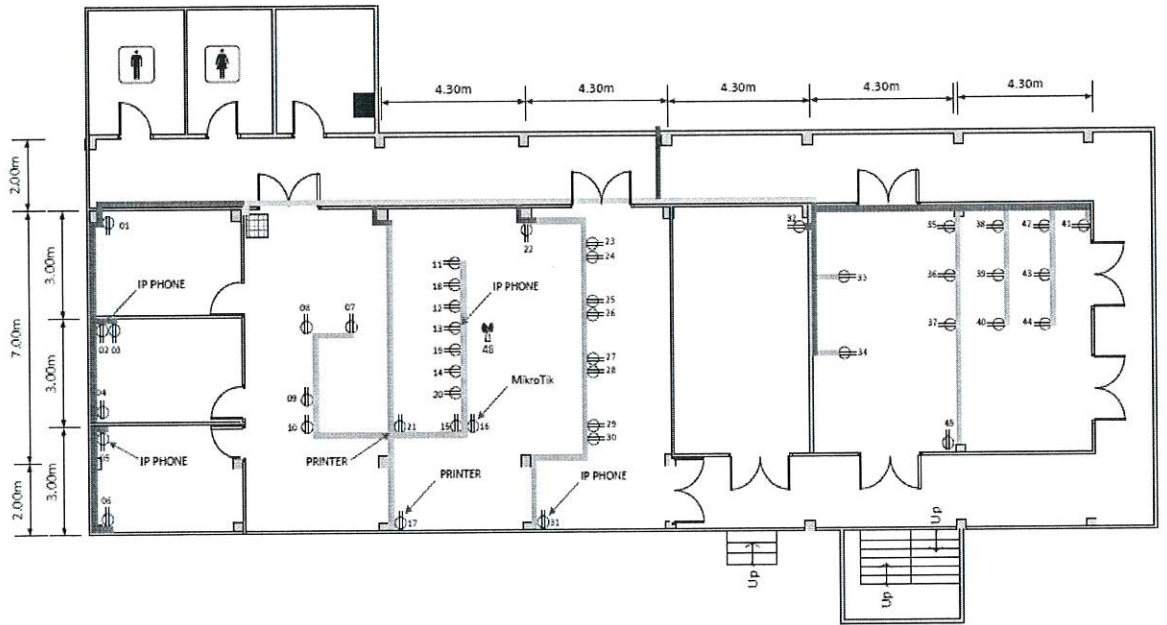 4.30m
4.30m
4.30m
4.30m
4.30m
2.00m
7.00m
2.00m
3.00m
3.00m
3.00m
01
IP PHONE
02 03
04
05
IP PHONE
06
08
07
09
10
PRINTER
11
18
12
IP PHONE
13
19
14
20
15
16
MikroTik
48
21
PRINTER
17
22
23
24
25
26
27
28
29
30
IP PHONE
31
32
33
34
35
36
37
38
39
40
41
42
43
44
45
Up
Up
Up